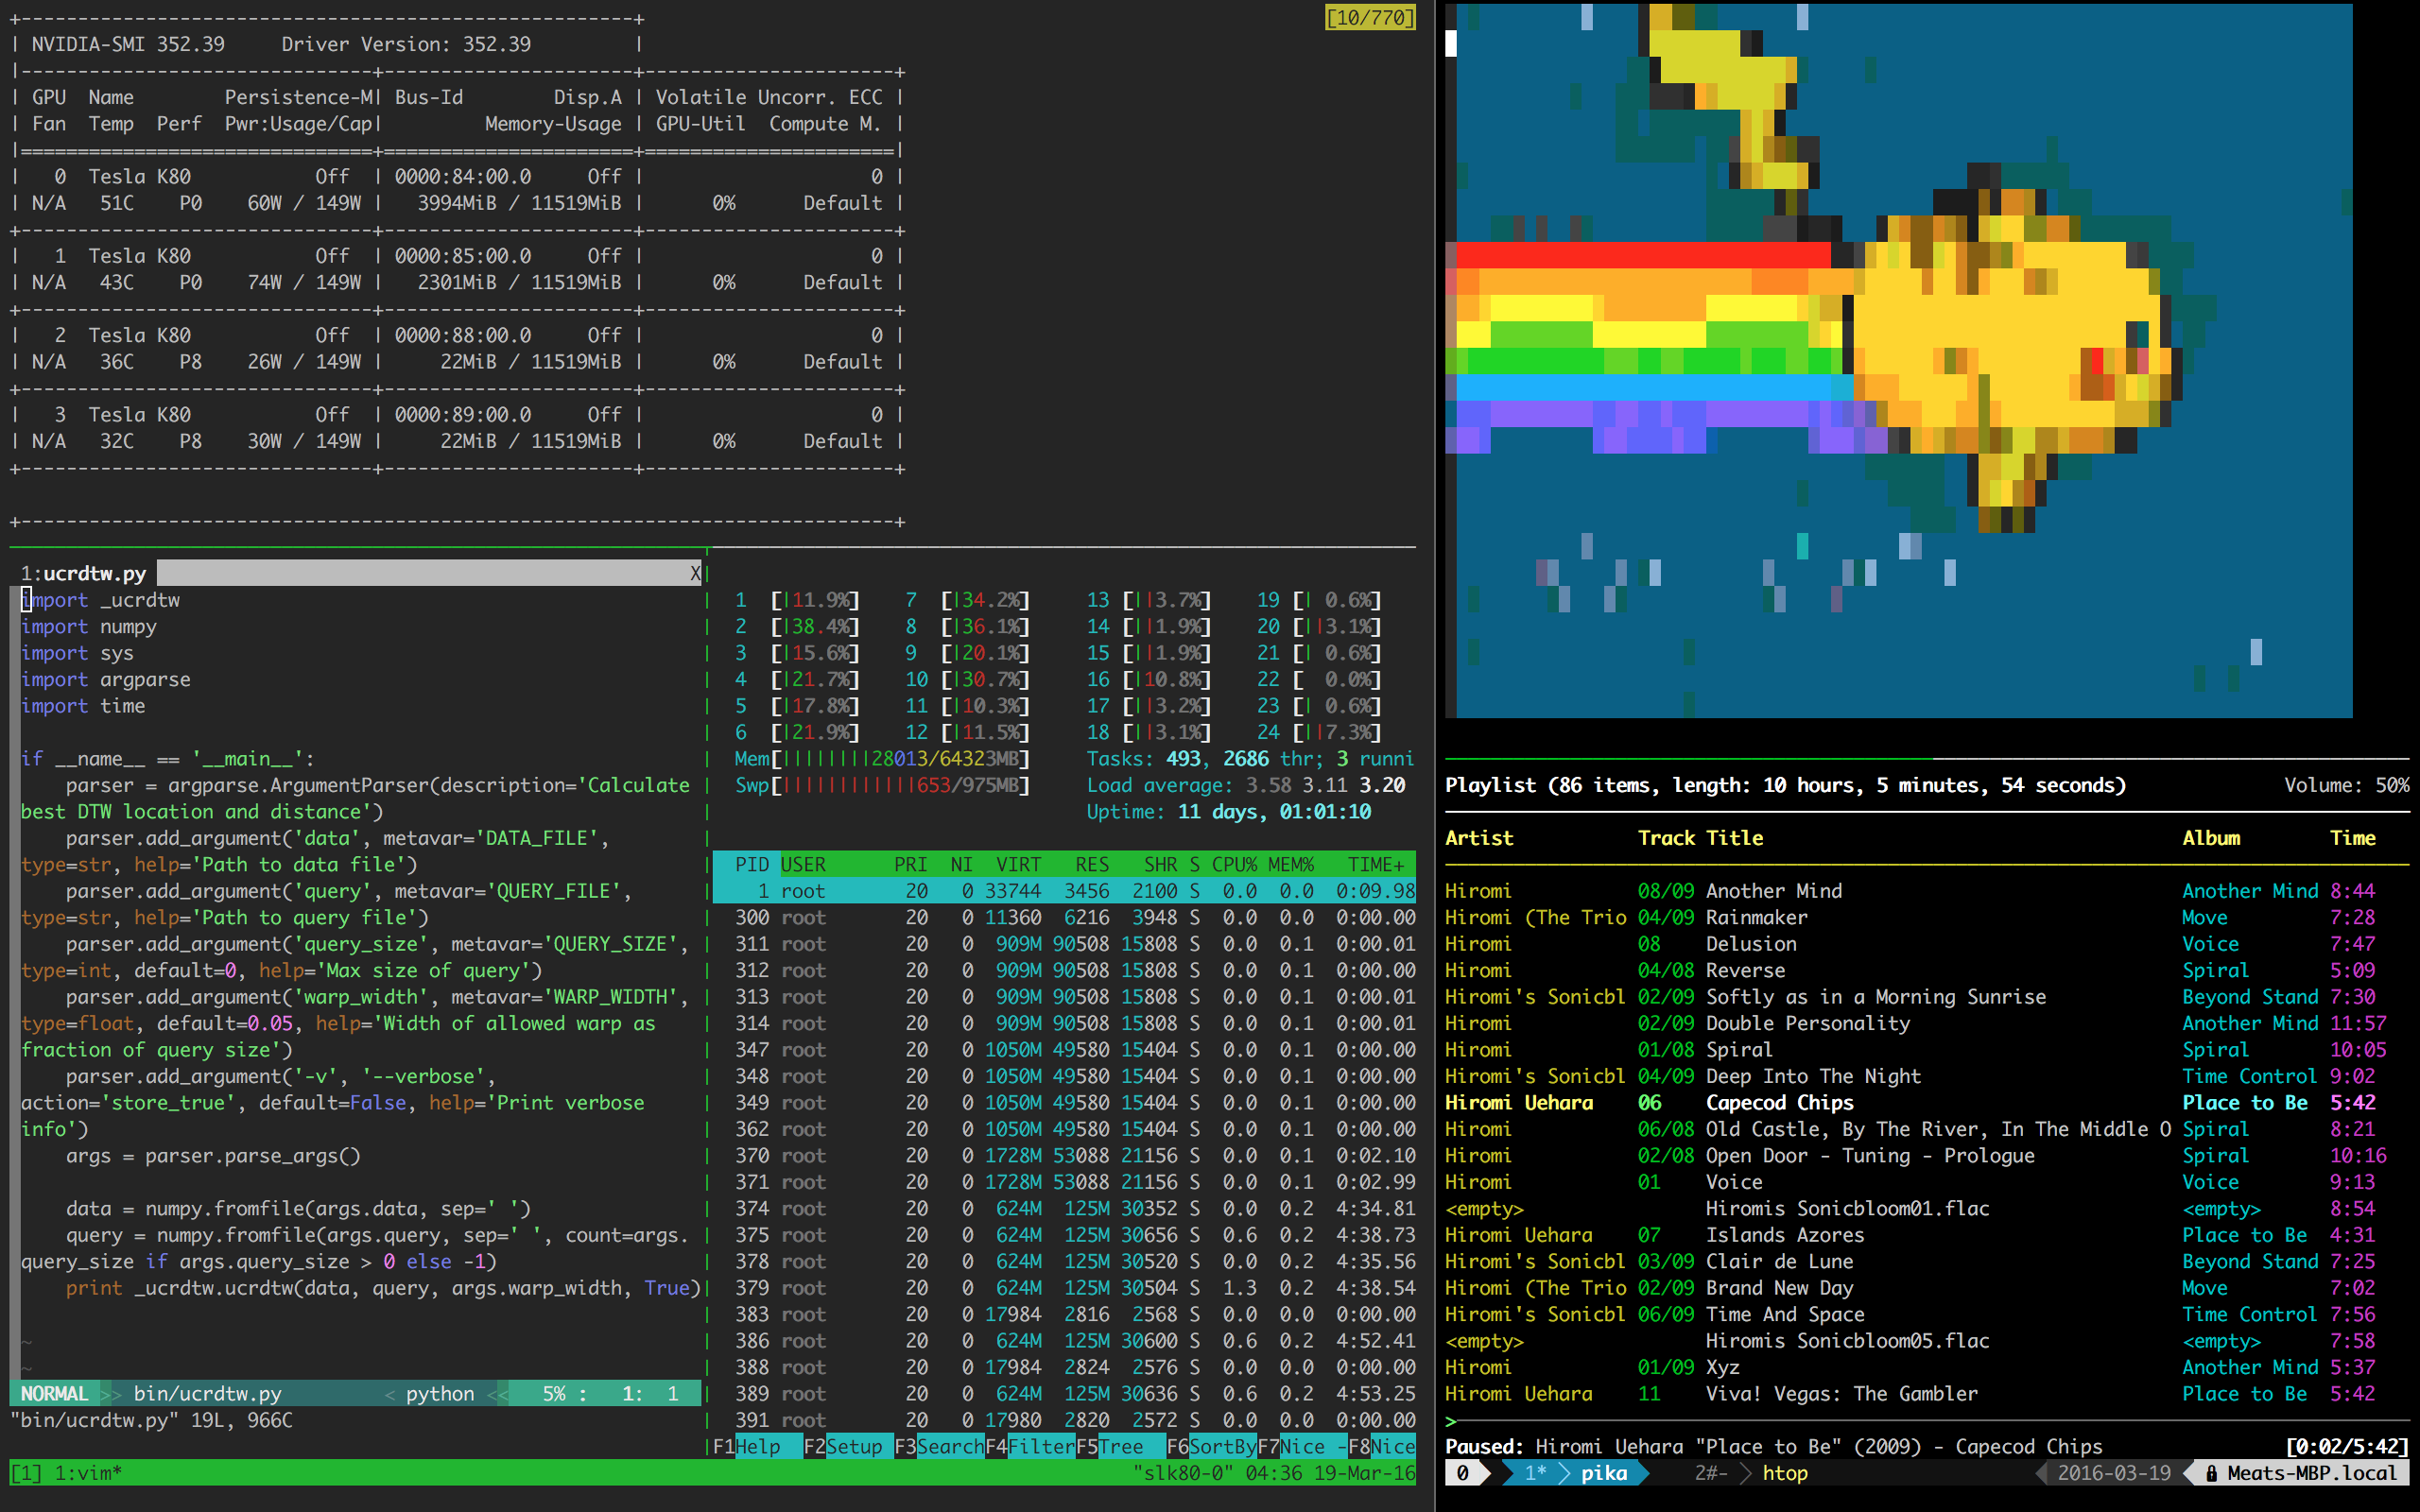 [10/770]
+------------------------------------------------------+
| NVIDIA-SMI 352.39     Driver Version: 352.39         |
|-------------------------------+----------------------+----------------------+
| GPU  Name        Persistence-M| Bus-Id        Disp.A | Volatile Uncorr. ECC |
| Fan  Temp  Perf  Pwr:Usage/Cap|         Memory-Usage | GPU-Util  Compute M. |
|===============================+======================+======================|
|   0  Tesla K80           Off  | 0000:84:00.0     Off |                    0 |
| N/A   51C    P0    60W / 149W |   3994MiB / 11519MiB |      0%      Default |
+-------------------------------+----------------------+----------------------+
|   1  Tesla K80           Off  | 0000:85:00.0     Off |                    0 |
| N/A   43C    P0    74W / 149W |   2301MiB / 11519MiB |      0%      Default |
+-------------------------------+----------------------+----------------------+
|   2  Tesla K80           Off  | 0000:88:00.0     Off |                    0 |
| N/A   36C    P8    26W / 149W |     22MiB / 11519MiB |      0%      Default |
+-------------------------------+----------------------+----------------------+
|   3  Tesla K80           Off  | 0000:89:00.0     Off |                    0 |
| N/A   32C    P8    30W / 149W |     22MiB / 11519MiB |      0%      Default |
+-------------------------------+----------------------+----------------------+

+-----------------------------------------------------------------------------+
1:ucrdtw.py X
import _ucrdtw
import numpy
import sys
import argparse
import time

if __name__ == '__main__':
    parser = argparse.ArgumentParser(description='Calculate
best DTW location and distance')
    parser.add_argument('data', metavar='DATA_FILE',
type=str, help='Path to data file')
    parser.add_argument('query', metavar='QUERY_FILE',
type=str, help='Path to query file')
    parser.add_argument('query_size', metavar='QUERY_SIZE',
type=int, default=0, help='Max size of query')
    parser.add_argument('warp_width', metavar='WARP_WIDTH',
type=float, default=0.05, help='Width of allowed warp as
fraction of query size')
    parser.add_argument('-v', '--verbose',
action='store_true', default=False, help='Print verbose
info')
    args = parser.parse_args()

    data = numpy.fromfile(args.data, sep=' ')
    query = numpy.fromfile(args.query, sep=' ', count=args.
query_size if args.query_size > 0 else -1)
    print _ucrdtw.ucrdtw(data, query, args.warp_width, True)

~
~
NORMAL >> bin/ucrdtw.py < python << 5% : 1: 1
"bin/ucrdtw.py" 19L, 966C
1 [|11.9%] 7 [|34.2%] 13 [||3.7%] 19 [| 0.6%]
2 [|38.4%] 8 [|36.1%] 14 [||1.9%] 20 [||3.1%]
3 [|15.6%] 9 [|20.1%] 15 [||1.9%] 21 [| 0.6%]
4 [|21.7%] 10 [|30.7%] 16 [|10.8%] 22 [ 0.0%]
5 [|17.8%] 11 [|10.3%] 17 [||3.2%] 23 [| 0.6%]
6 [|21.9%] 12 [|11.5%] 18 [||3.1%] 24 [||7.3%]
Mem[||||||||28013/64323MB] Tasks: 493, 2686 thr; 3 runni
Swp[||||||||||||653/975MB] Load average: 3.58 3.11 3.20
Uptime: 11 days, 01:01:10
PID USER PRI NI VIRT RES SHR S CPU% MEM% TIME+
1 root 20 0 33744 3456 2100 S 0.0 0.0 0:09.98
300 root 20 0 11360 6216 3948 S 0.0 0.0 0:00.00
311 root 20 0 909M 90508 15808 S 0.0 0.1 0:00.01
312 root 20 0 909M 90508 15808 S 0.0 0.1 0:00.00
313 root 20 0 909M 90508 15808 S 0.0 0.1 0:00.01
314 root 20 0 909M 90508 15808 S 0.0 0.1 0:00.01
347 root 20 0 1050M 49580 15404 S 0.0 0.1 0:00.00
348 root 20 0 1050M 49580 15404 S 0.0 0.1 0:00.00
349 root 20 0 1050M 49580 15404 S 0.0 0.1 0:00.00
362 root 20 0 1050M 49580 15404 S 0.0 0.1 0:00.00
370 root 20 0 1728M 53088 21156 S 0.0 0.1 0:02.10
371 root 20 0 1728M 53088 21156 S 0.0 0.1 0:02.99
374 root 20 0 624M 125M 30352 S 0.0 0.2 4:34.81
375 root 20 0 624M 125M 30656 S 0.6 0.2 4:38.73
378 root 20 0 624M 125M 30520 S 0.0 0.2 4:35.56
379 root 20 0 624M 125M 30504 S 1.3 0.2 4:38.54
383 root 20 0 17984 2816 2568 S 0.0 0.0 0:00.00
386 root 20 0 624M 125M 30600 S 0.6 0.2 4:52.41
388 root 20 0 17984 2824 2576 S 0.0 0.0 0:00.00
389 root 20 0 624M 125M 30636 S 0.6 0.2 4:53.25
391 root 20 0 17980 2820 2572 S 0.0 0.0 0:00.00
F1Help F2Setup F3SearchF4FilterF5Tree F6SortByF7Nice -F8Nice
[1] 1:vim* "slk80-0" 04:36 19-Mar-16
Playlist (86 items, length: 10 hours, 5 minutes, 54 seconds) Volume: 50%
Artist Track Title Album Time
Hiromi 08/09 Another Mind Another Mind 8:44
Hiromi (The Trio 04/09 Rainmaker Move 7:28
Hiromi 08 Delusion Voice 7:47
Hiromi 04/08 Reverse Spiral 5:09
Hiromi's Sonicbl 02/09 Softly as in a Morning Sunrise Beyond Stand 7:30
Hiromi 02/09 Double Personality Another Mind 11:57
Hiromi 01/08 Spiral Spiral 10:05
Hiromi's Sonicbl 04/09 Deep Into The Night Time Control 9:02
Hiromi Uehara 06 Capecod Chips Place to Be 5:42
Hiromi 06/08 Old Castle, By The River, In The Middle O Spiral 8:21
Hiromi 02/08 Open Door - Tuning - Prologue Spiral 10:16
Hiromi 01 Voice Voice 9:13
<empty> Hiromis Sonicbloom01.flac <empty> 8:54
Hiromi Uehara 07 Islands Azores Place to Be 4:31
Hiromi's Sonicbl 03/09 Clair de Lune Beyond Stand 7:25
Hiromi (The Trio 02/09 Brand New Day Move 7:02
Hiromi's Sonicbl 06/09 Time And Space Time Control 7:56
<empty> Hiromis Sonicbloom05.flac <empty> 7:58
Hiromi 01/09 Xyz Another Mind 5:37
Hiromi Uehara 11 Viva! Vegas: The Gambler Place to Be 5:42
>
Paused: Hiromi Uehara "Place to Be" (2009) - Capecod Chips [0:02/5:42]
0 1* pika 2#- htop 2016-03-19 Meats-MBP.local